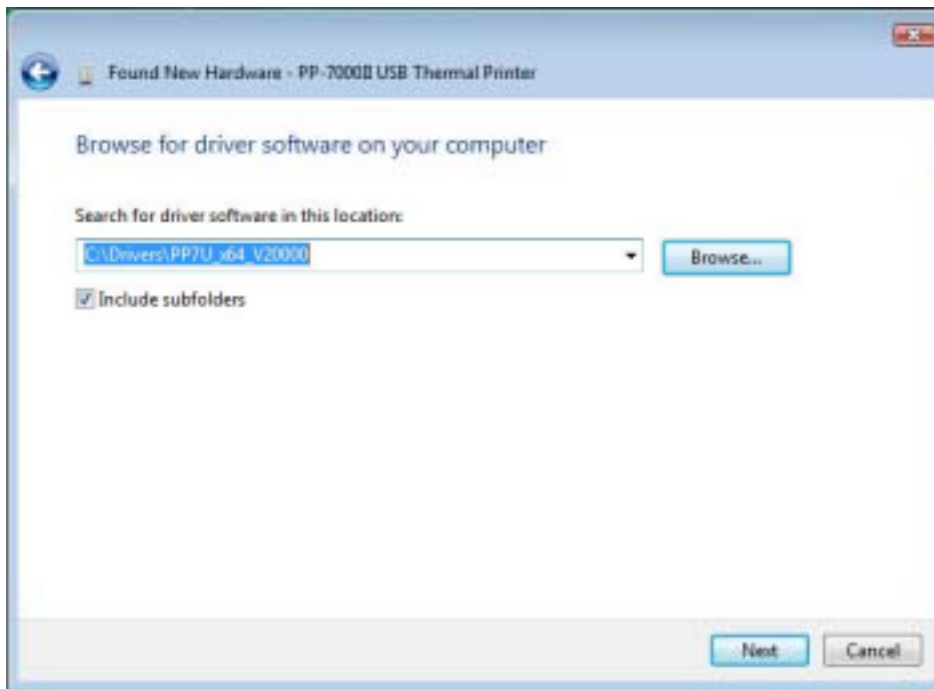 Found New Hardware - PP-7000II USB Thermal Printer
Browse for driver software on your computer
Search for driver software in this location:
C:\Drivers\PP7U_x64_V20000
Browse...
Include subfolders
Next
Cancel